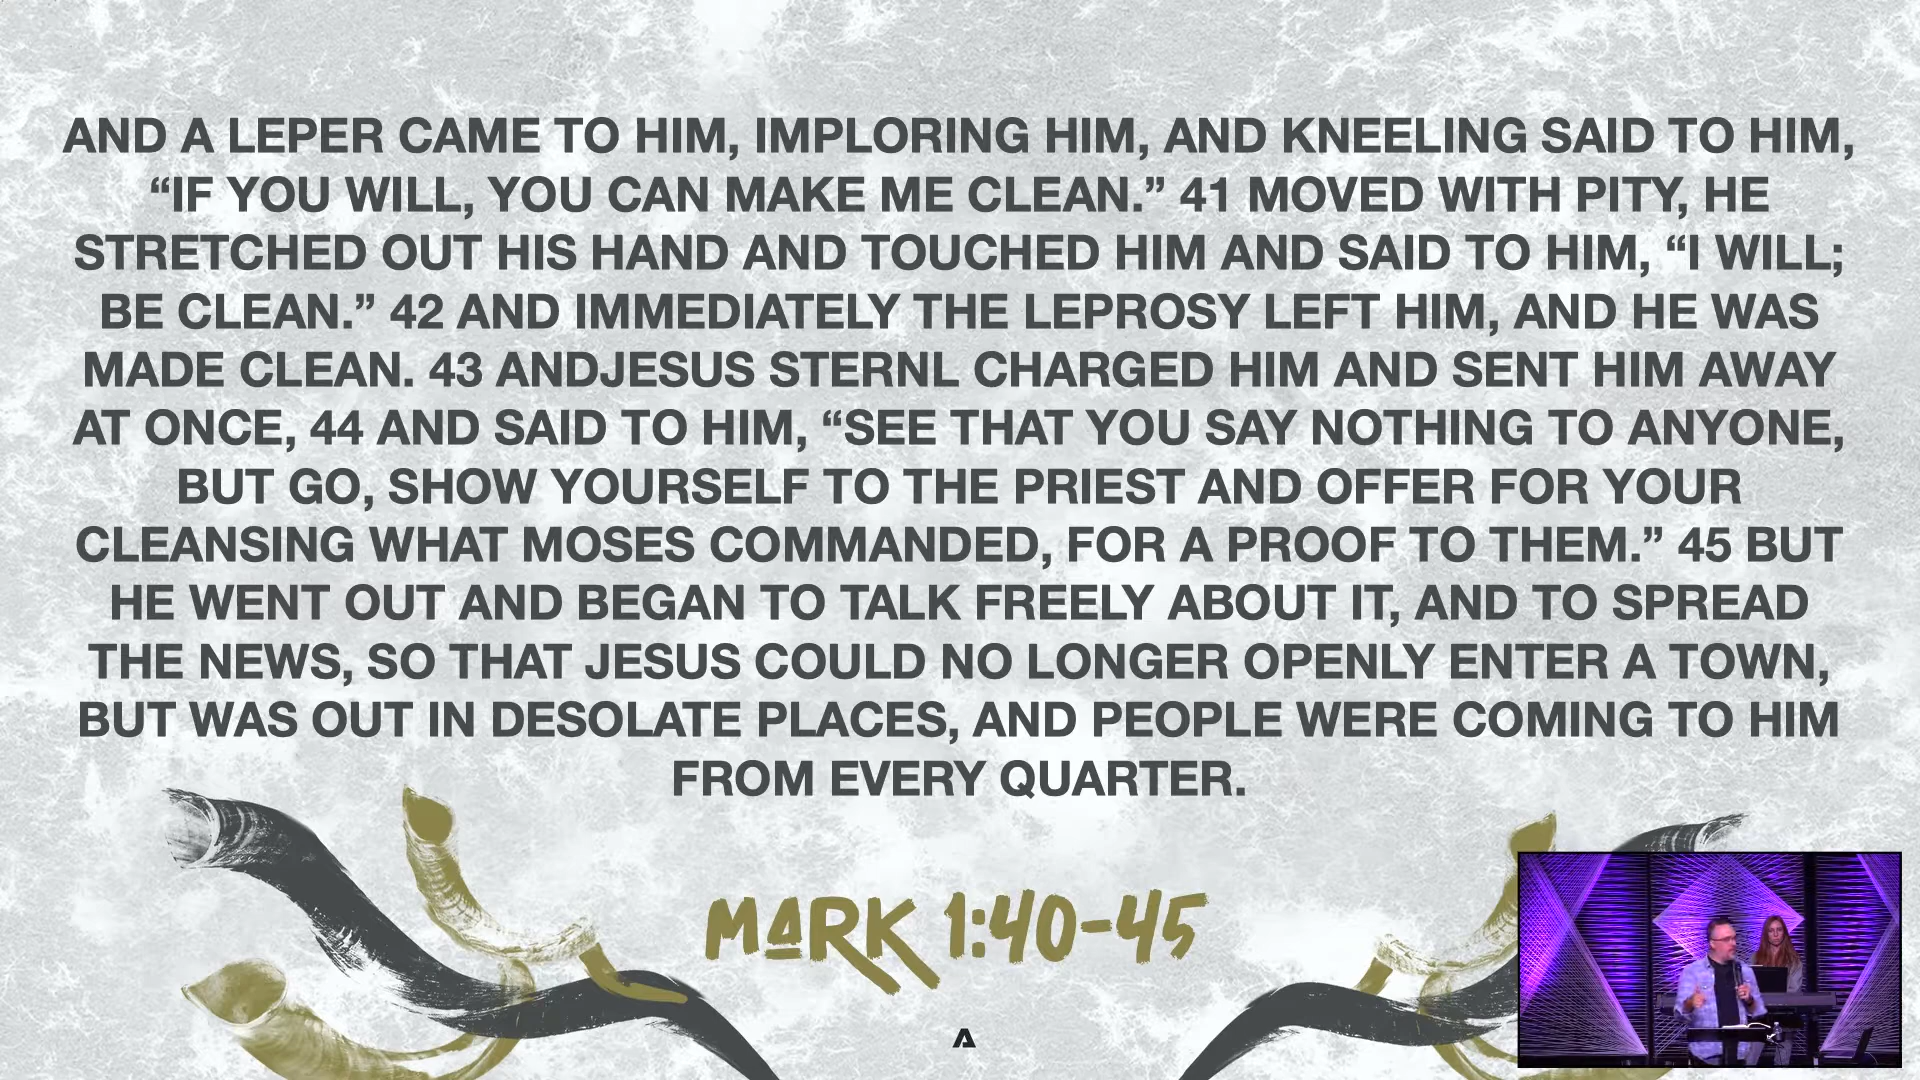 AND A LEPER CAME TO HIM, IMPLORING HIM, AND KNEELING SAID TO HIM,
“IF YOU WILL, YOU CAN MAKE ME CLEAN.” 41 MOVED WITH PITY, HE
STRETCHED OUT HIS HAND AND TOUCHED HIM AND SAID TO HIM, “I WILL;
BE CLEAN.” 42 AND IMMEDIATELY THE LEPROSY LEFT HIM, AND HE WAS
MADE CLEAN. 43 ANDJESUS STERNL CHARGED HIM AND SENT HIM AWAY
AT ONCE, 44 AND SAID TO HIM, “SEE THAT YOU SAY NOTHING TO ANYONE,
BUT GO, SHOW YOURSELF TO THE PRIEST AND OFFER FOR YOUR
CLEANSING WHAT MOSES COMMANDED, FOR A PROOF TO THEM.” 45 BUT
HE WENT OUT AND BEGAN TO TALK FREELY ABOUT IT, AND TO SPREAD
THE NEWS, SO THAT JESUS COULD NO LONGER OPENLY ENTER A TOWN,
BUT WAS OUT IN DESOLATE PLACES, AND PEOPLE WERE COMING TO HIM
FROM EVERY QUARTER.
MARK 1:40-45